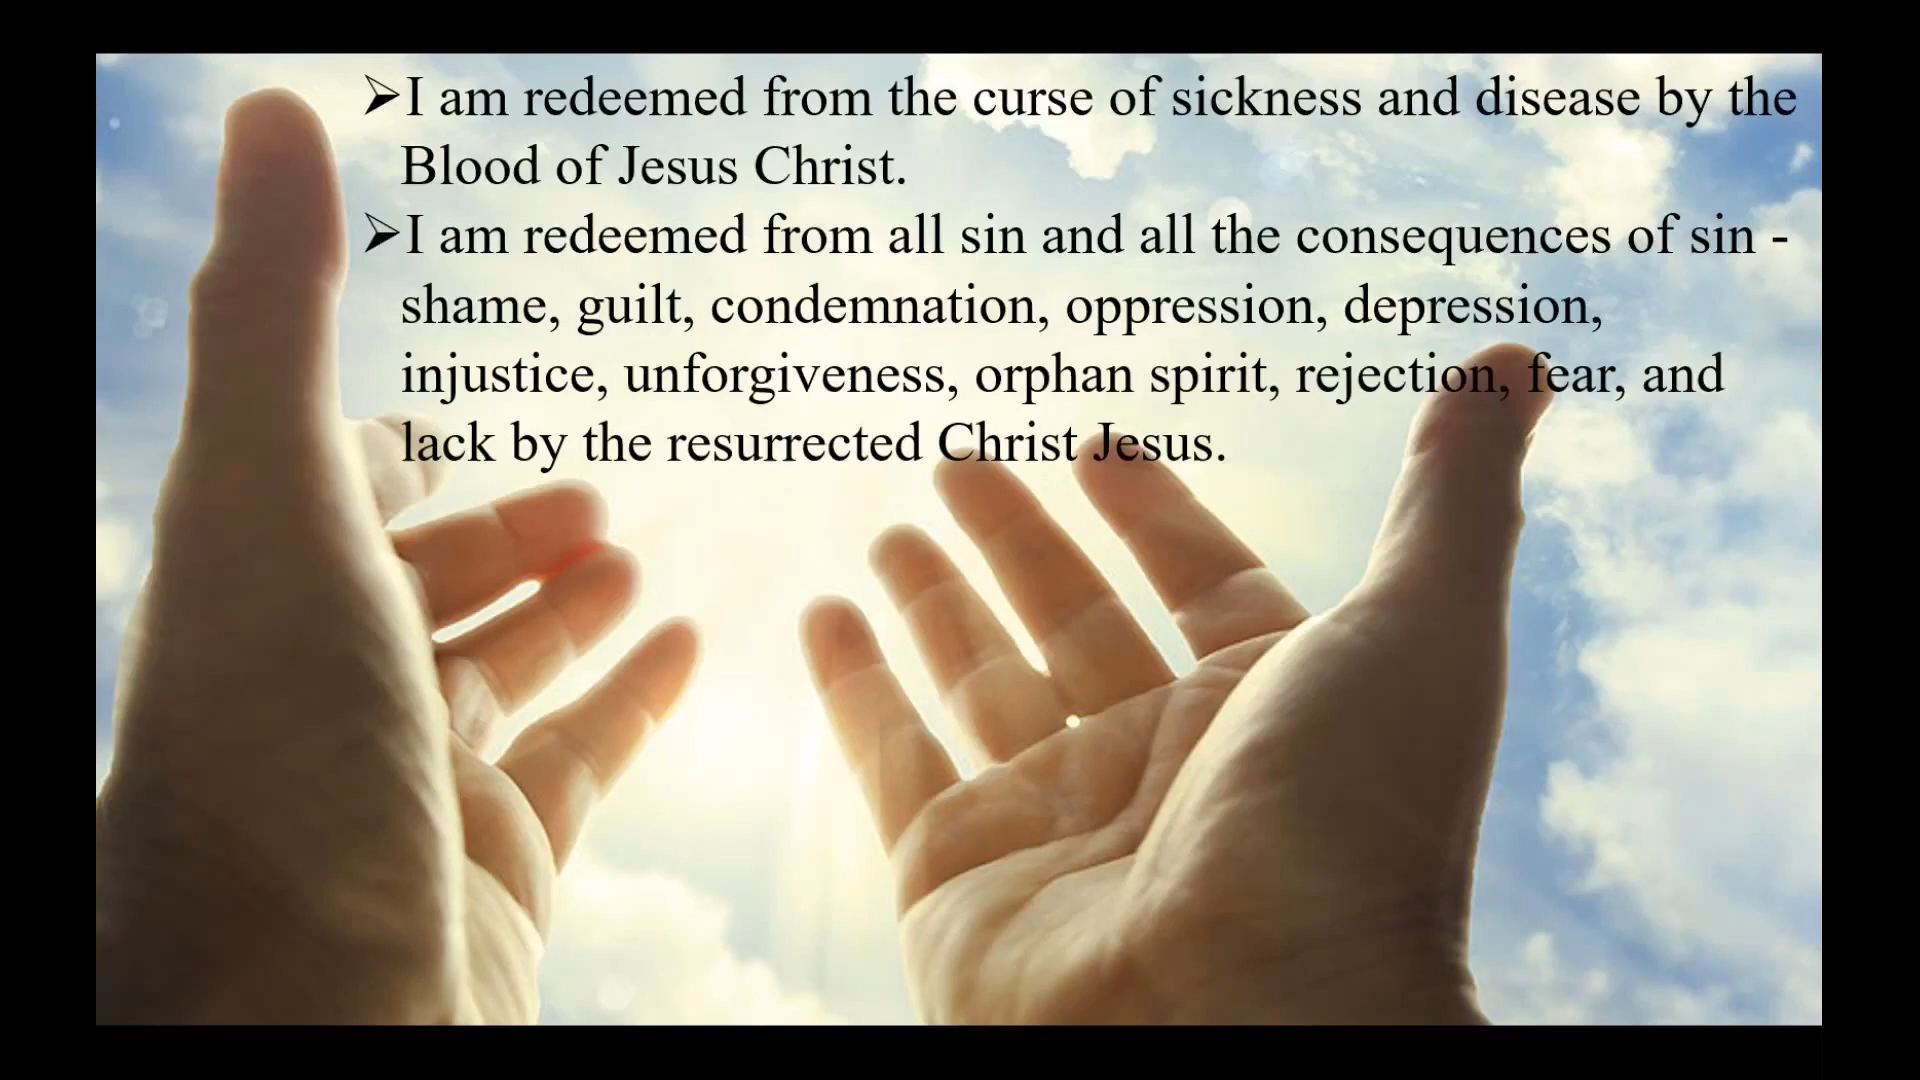 ➢I am redeemed from the curse of sickness and disease by the
Blood of Jesus Christ.
➢I am redeemed from all sin and all the consequences of sin -
shame, guilt, condemnation, oppression, depression,
injustice, unforgiveness, orphan spirit, rejection, fear, and
lack by the resurrected Christ Jesus.